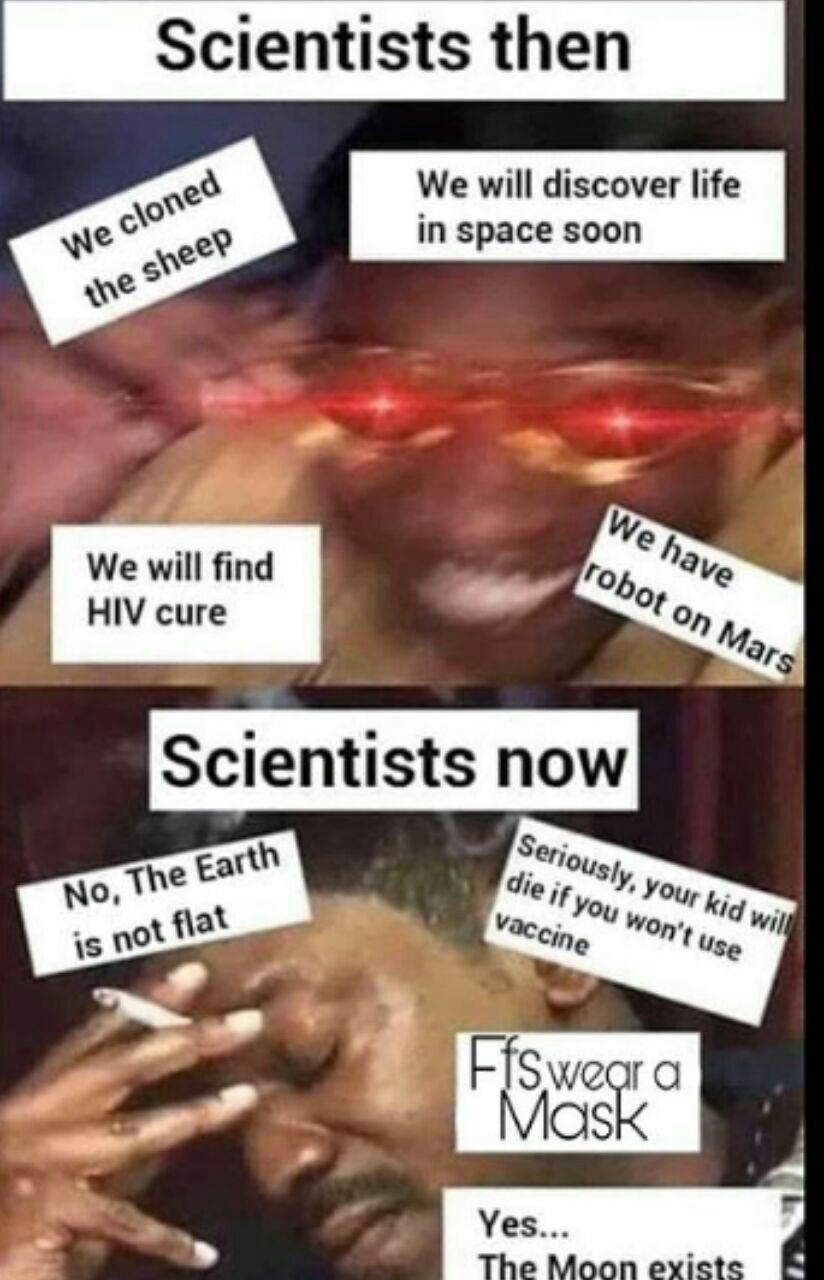 Scientists then
We cloned
the sheep
We will discover life
in space soon
We will find
HIV cure
We have
robot on Mars
Scientists now
No, The Earth
is not flat
Seriously, your kid will
die if you won't use
vaccine
Ffs wear a
Mask
Yes...
The Moon exists